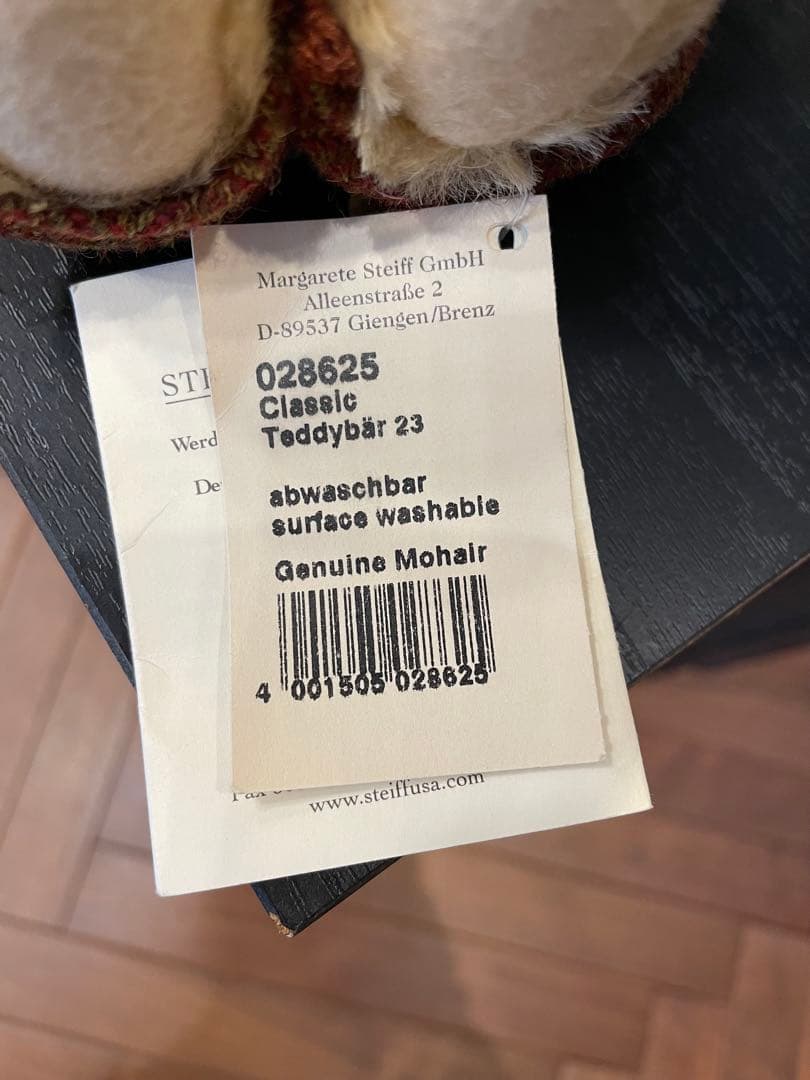 Margarete Steiff GmbH
Alleenstraße 2
D-89537 Giengen/Brenz
028625
Classic
Teddybär 23
abwaschbar
surface washable
Genuine Mohair
4 001505 028625
STE
Werd
De
www.steiffusa.com